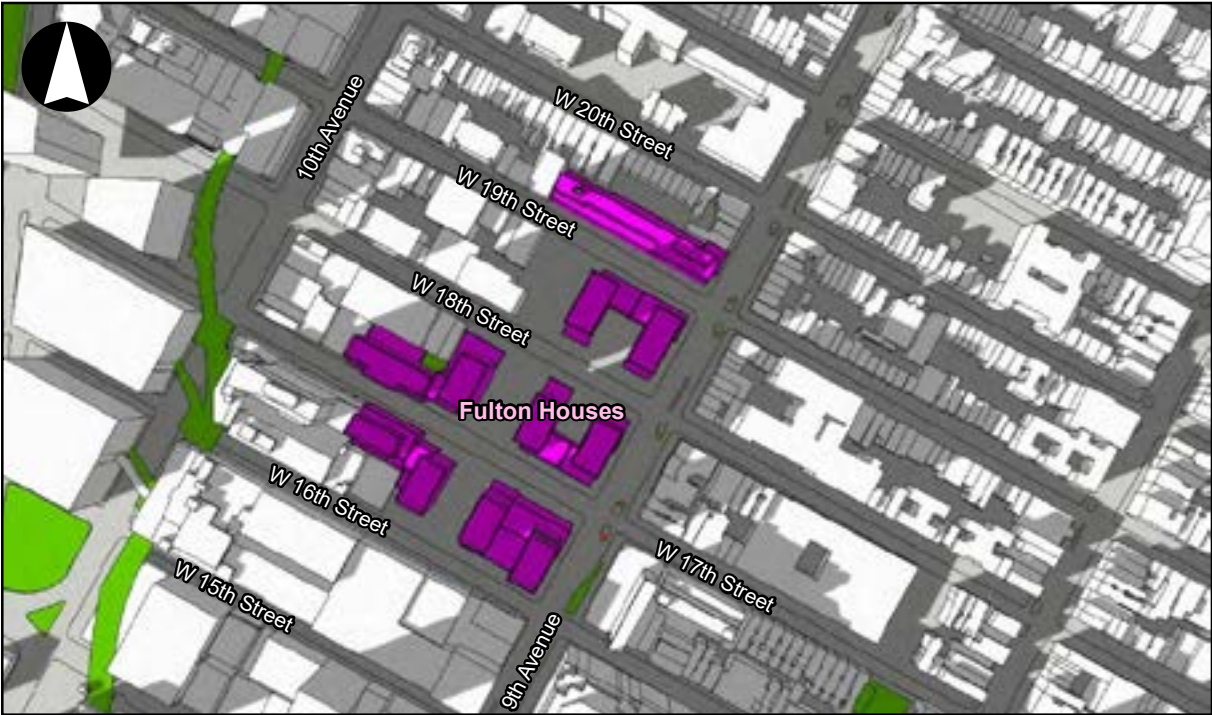 10th Avenue
W 20th Street
W 19th Street
W 18th Street
Fulton Houses
W 16th Street
W 17th Street
W 15th Street
9th Avenue